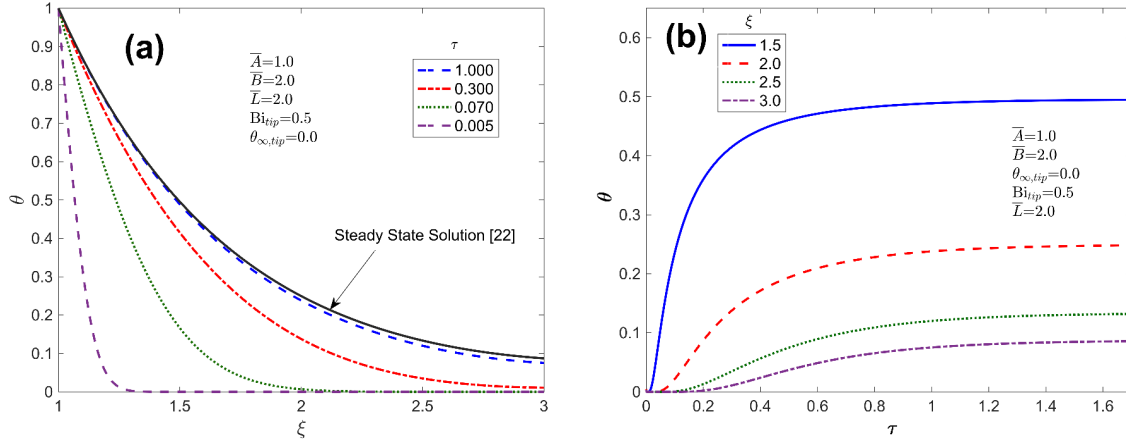 (a)
A̅=1.0
B̅=2.0
L̅=2.0
Bi_tip=0.5
θ_∞,tip=0.0
τ
1.000
0.300
0.070
0.005
Steady State Solution [22]
1
0.9
0.8
0.7
0.6
0.5
0.4
0.3
0.2
0.1
0
θ
1
1.5
2
2.5
3
ξ
(b)
ξ
1.5
2.0
2.5
3.0
A̅=1.0
B̅=2.0
θ_∞,tip=0.0
Bi_tip=0.5
L̅=2.0
0.6
0.5
0.4
0.3
0.2
0.1
0
θ
0
0.2
0.4
0.6
0.8
1
1.2
1.4
1.6
τ